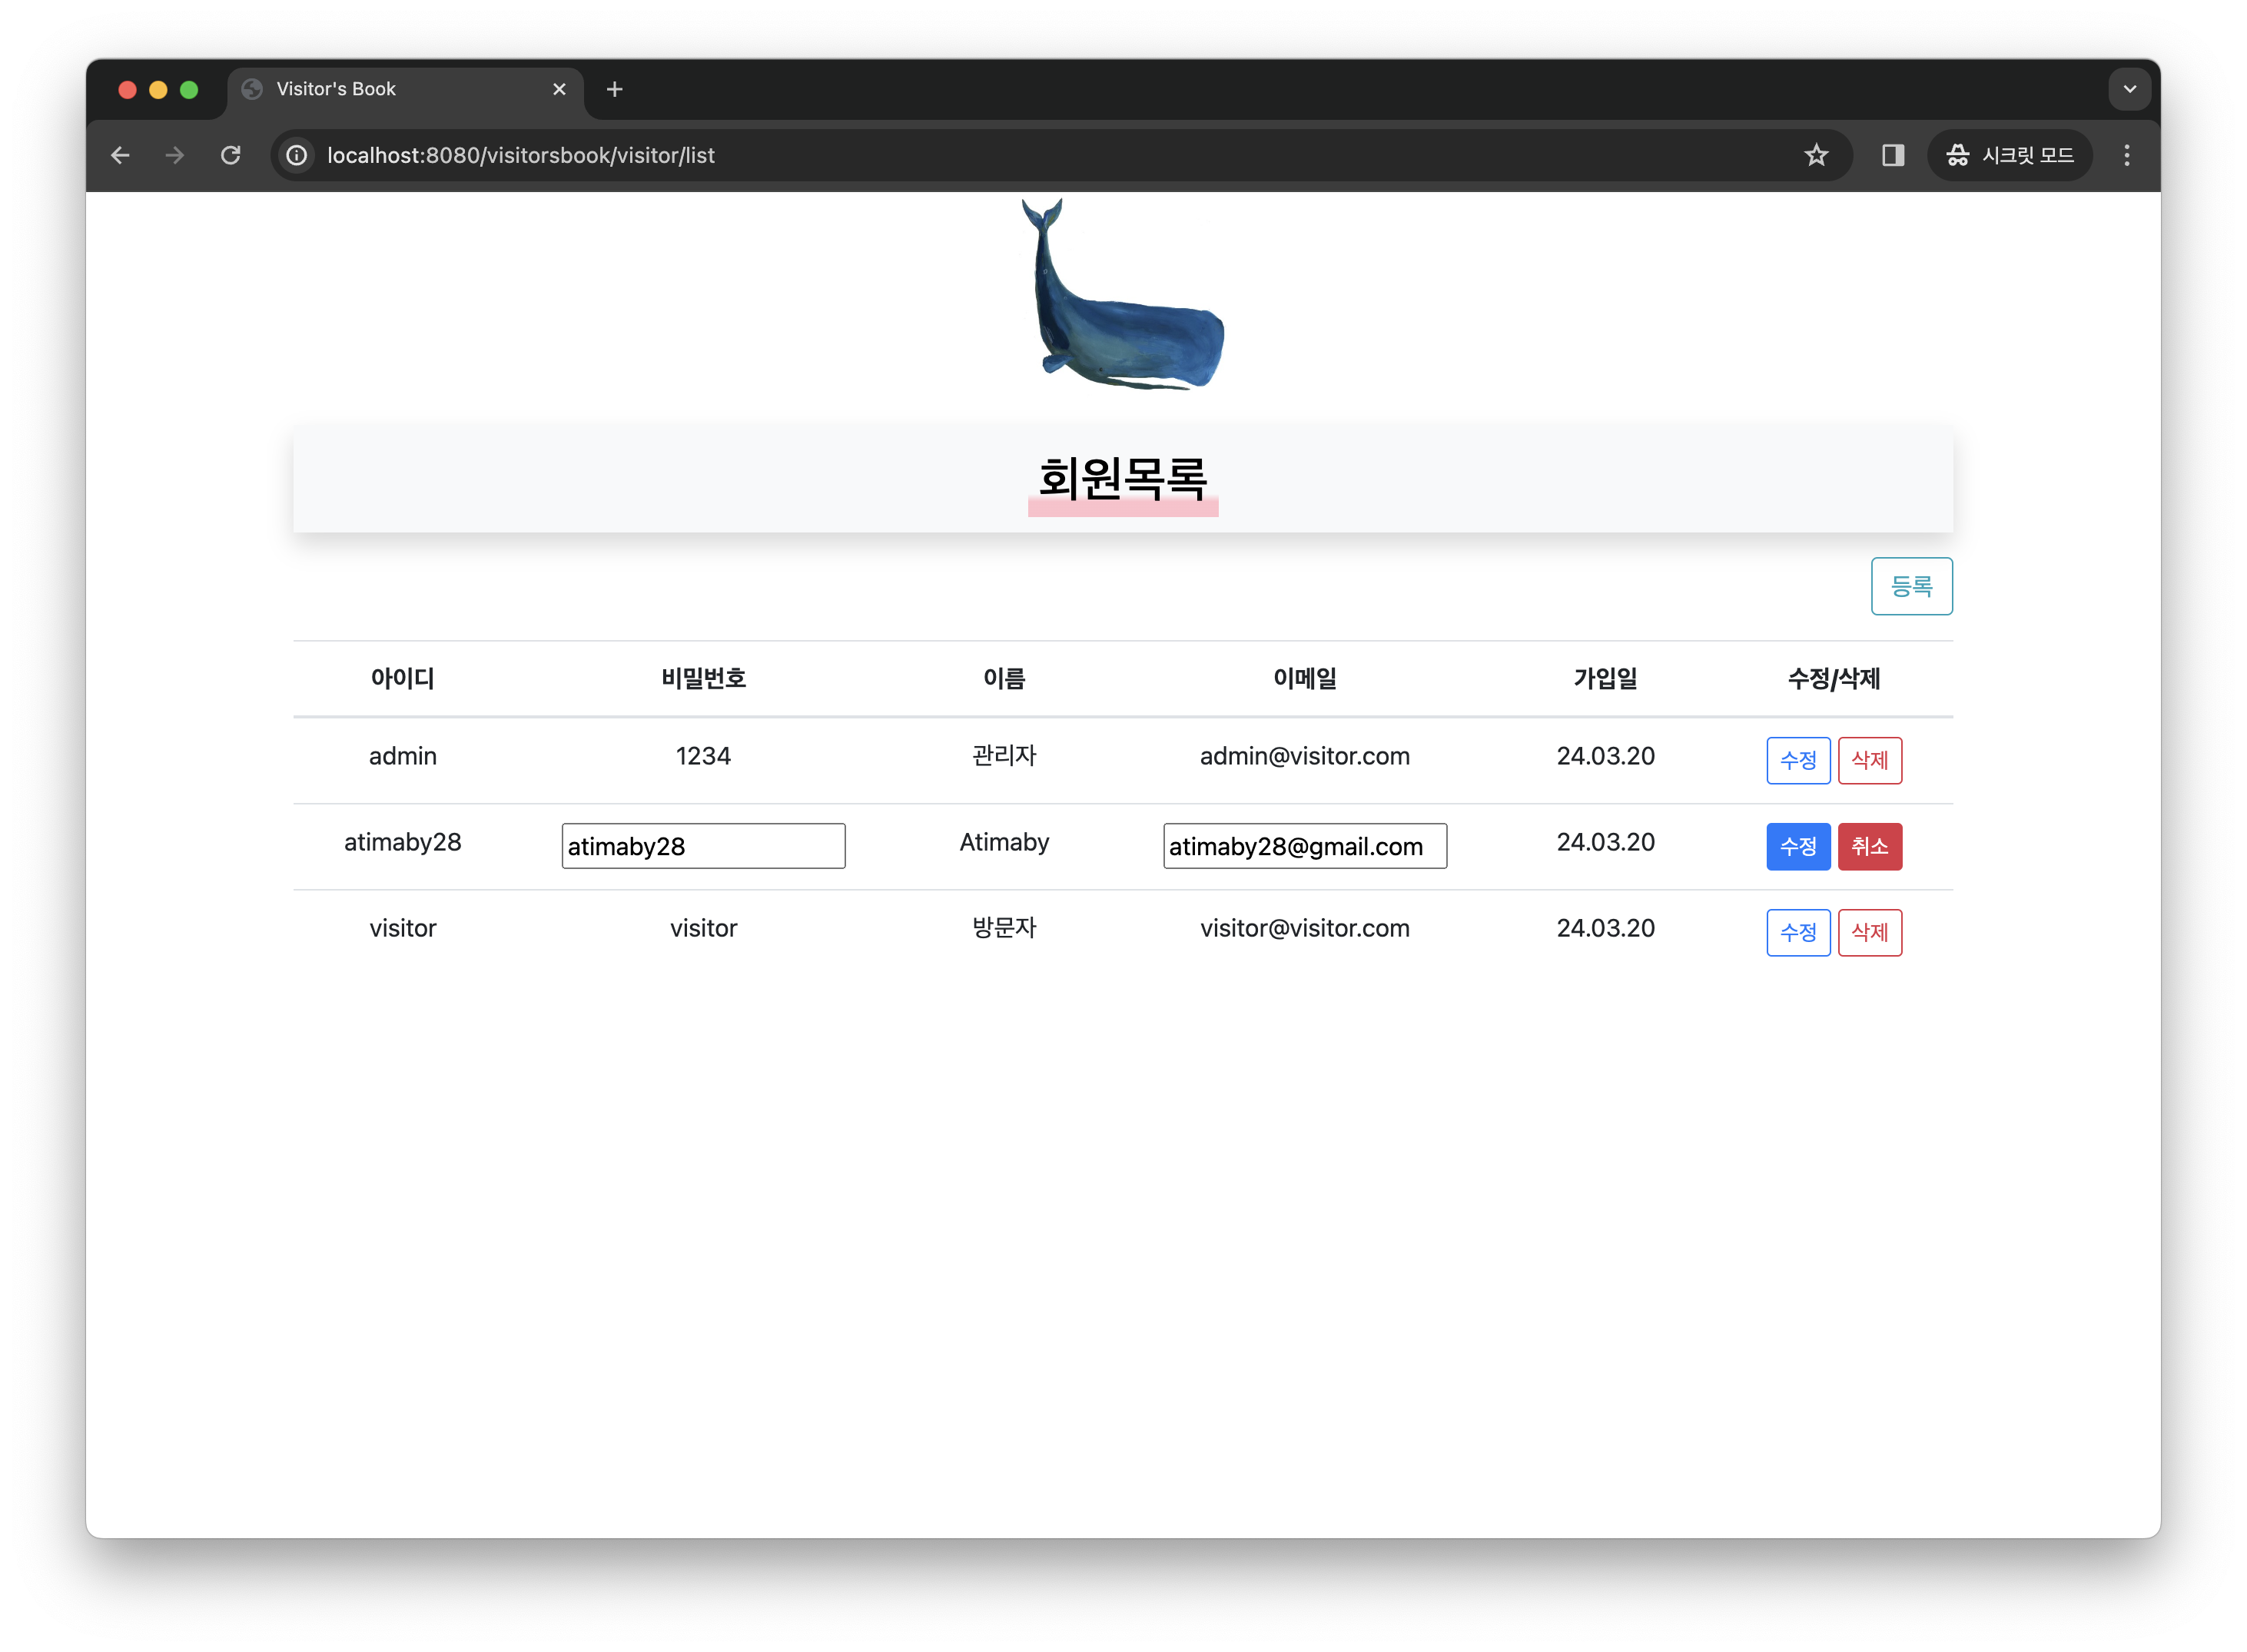 Visitor's Book
localhost:8080/visitorsbook/visitor/list
시크릿 모드
회원목록
등록
아이디 비밀번호 이름 이메일 가입일 수정/삭제
admin 1234 관리자 admin@visitor.com 24.03.20 수정 삭제
atimaby28 atimaby28 Atimaby atimaby28@gmail.com 24.03.20 수정 취소
visitor visitor 방문자 visitor@visitor.com 24.03.20 수정 삭제